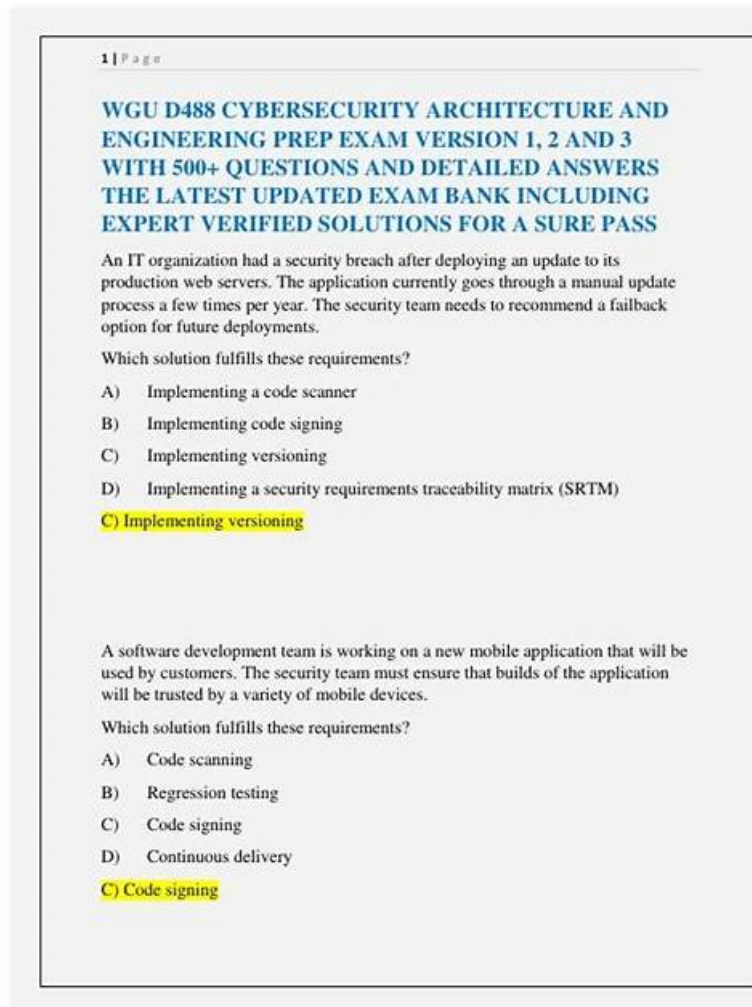 1 | Page
WGU D488 CYBERSECURITY ARCHITECTURE AND
ENGINEERING PREP EXAM VERSION 1, 2 AND 3
WITH 500+ QUESTIONS AND DETAILED ANSWERS
THE LATEST UPDATED EXAM BANK INCLUDING
EXPERT VERIFIED SOLUTIONS FOR A SURE PASS
An IT organization had a security breach after deploying an update to its
production web servers. The application currently goes through a manual update
process a few times per year. The security team needs to recommend a failback
option for future deployments.
Which solution fulfills these requirements?
A) Implementing a code scanner
B) Implementing code signing
C) Implementing versioning
D) Implementing a security requirements traceability matrix (SRTM)
C) Implementing versioning
A software development team is working on a new mobile application that will be
used by customers. The security team must ensure that builds of the application
will be trusted by a variety of mobile devices.
Which solution fulfills these requirements?
A) Code scanning
B) Regression testing
C) Code signing
D) Continuous delivery
C) Code signing